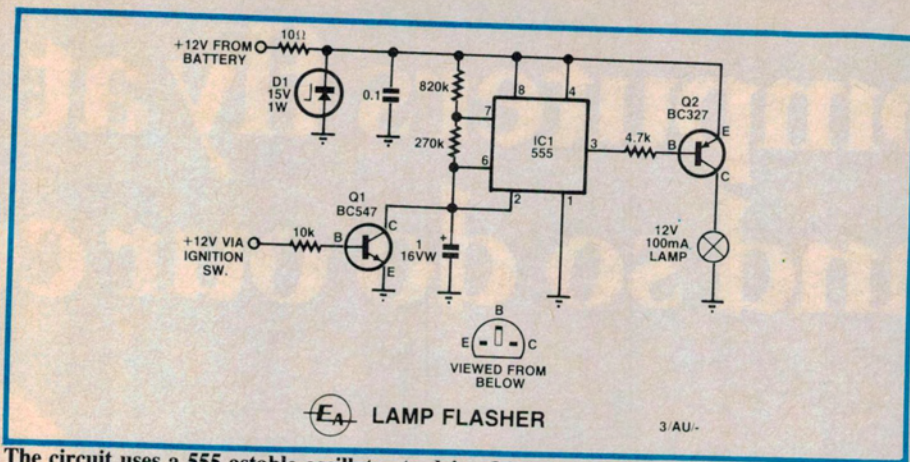 10Ω
+12V FROM
BATTERY
D1
15V
1W
0.1
820k
270k
7
6
8
4
IC1
555
3
2
1
4.7k
Q2
BC327
B
E
C
Q1
BC547
C
B
E
+12V VIA
IGNITION
SW.
10k
+
1
16VW
12V
100mA
LAMP
B
E
C
VIEWED FROM
BELOW
EA LAMP FLASHER
3/AU/-
The circuit uses a 555 astable